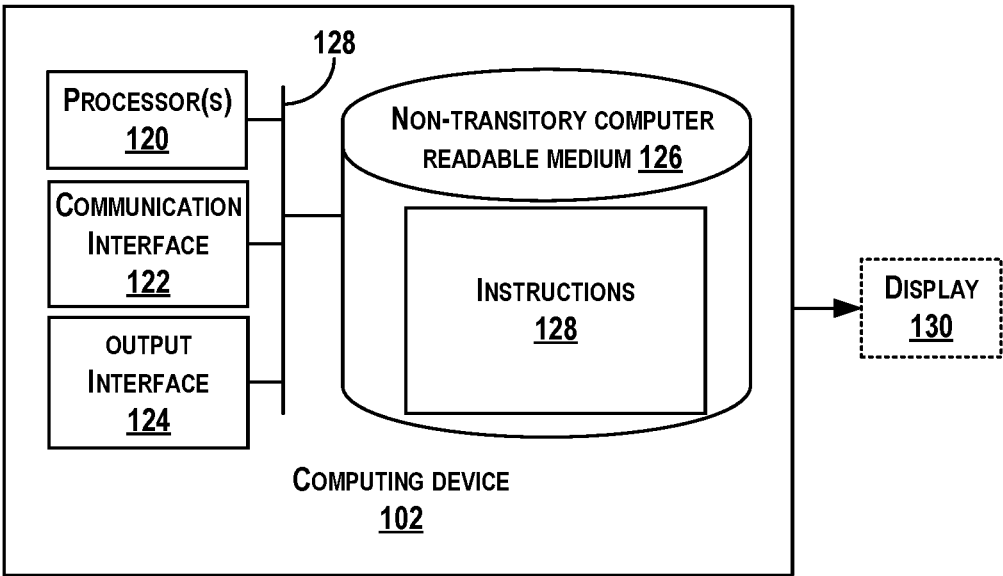 128
PROCESSOR(S)
120
COMMUNICATION
INTERFACE
122
OUTPUT
INTERFACE
124
NON-TRANSITORY COMPUTER
READABLE MEDIUM 126
INSTRUCTIONS
128
COMPUTING DEVICE
102
DISPLAY
130